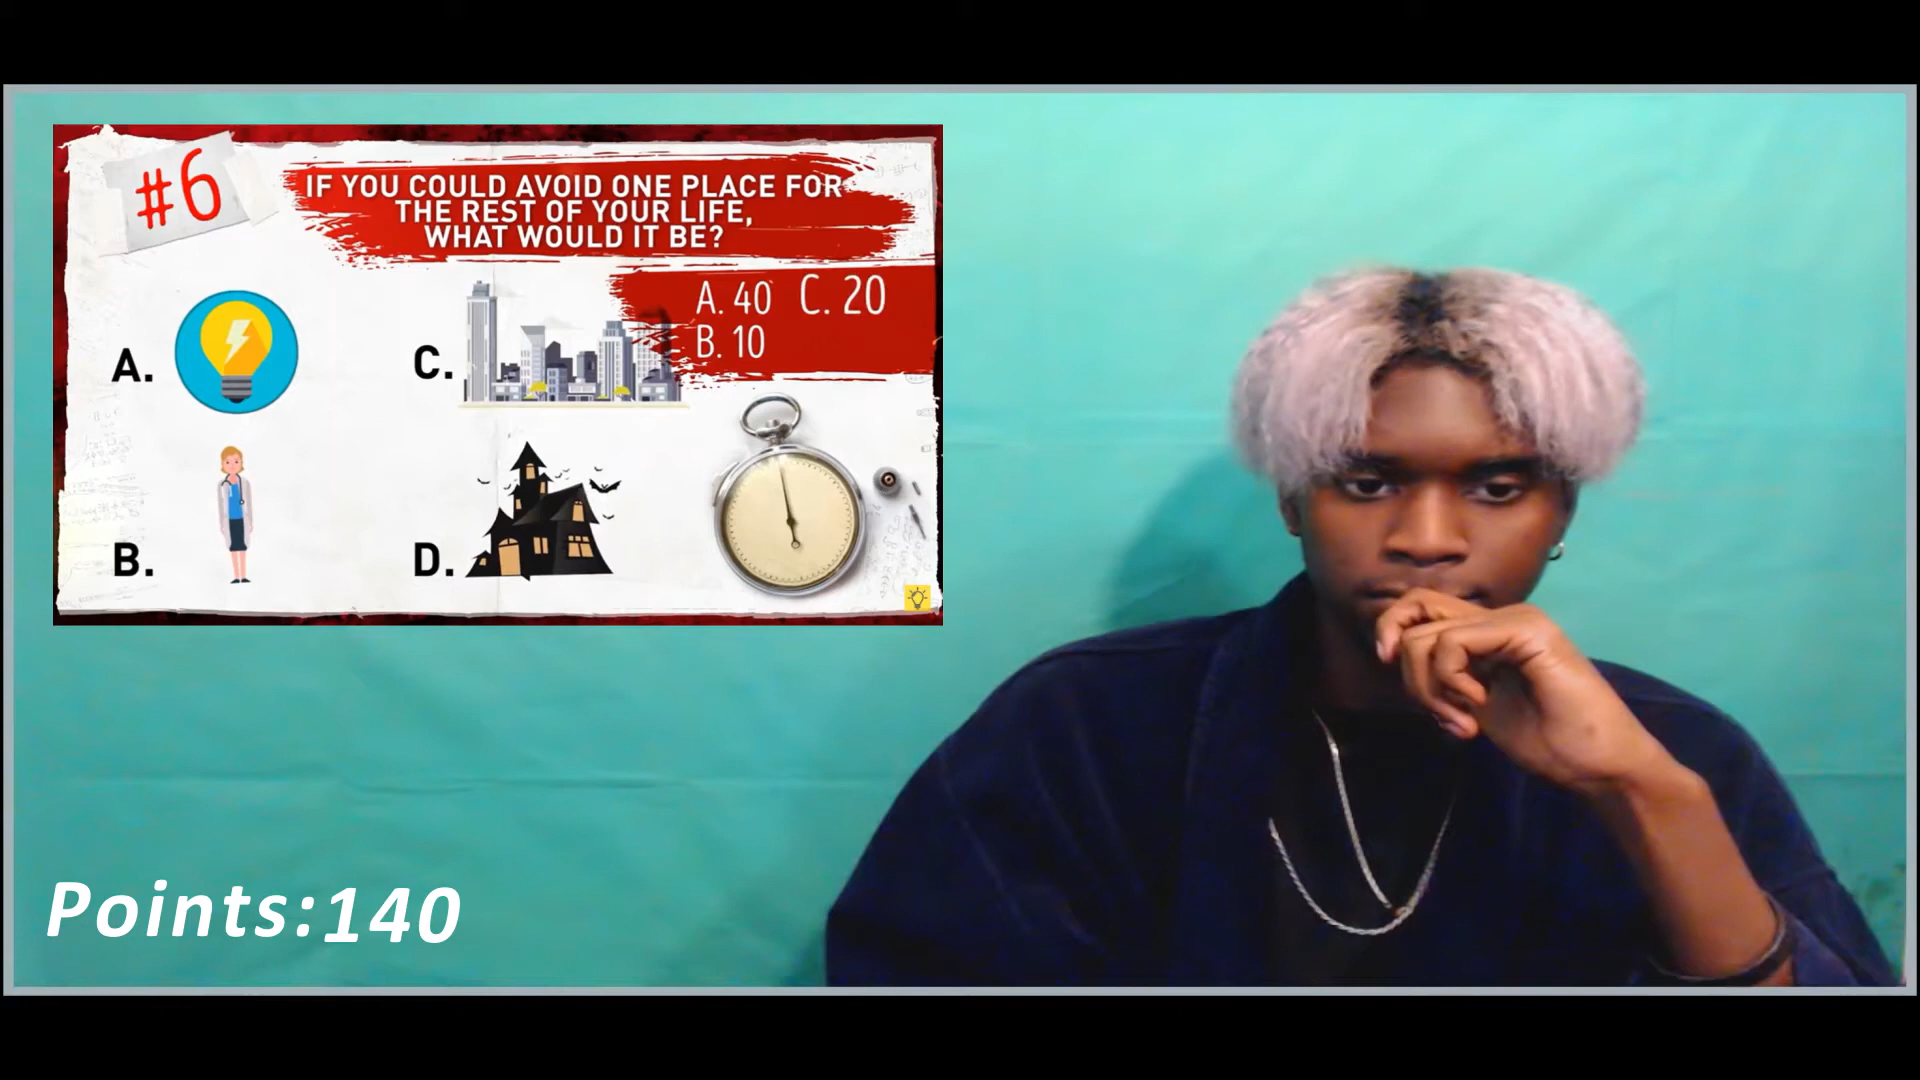 #6
IF YOU COULD AVOID ONE PLACE FOR
THE REST OF YOUR LIFE,
WHAT WOULD IT BE?
A. 40 C. 20
B. 10
A.
C.
B.
D.
Points:140